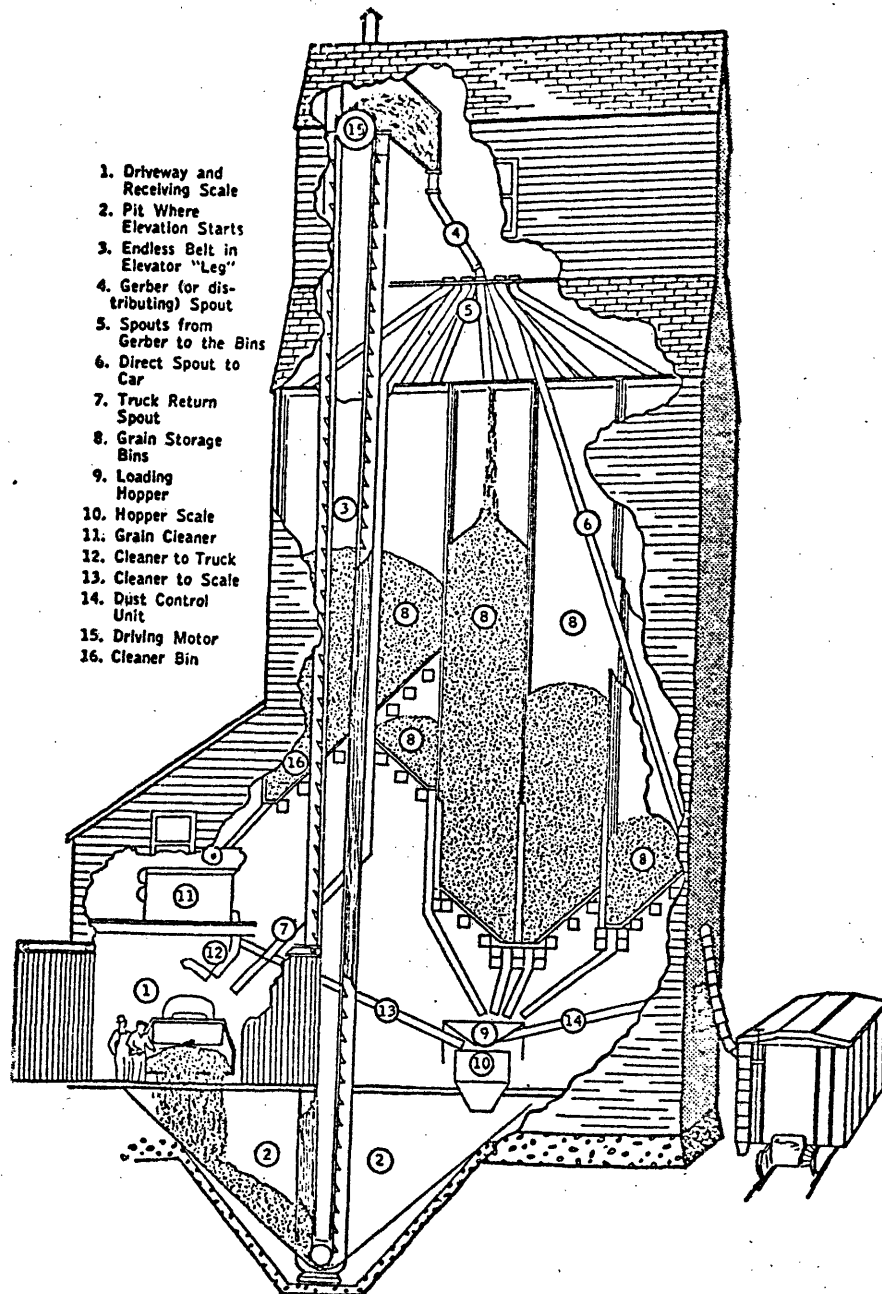 1. Driveway and
Receiving Scale
2. Pit Where
Elevation Starts
3. Endless Belt in
Elevator "Leg"
4. Gerber (or dis-
tributing) Spout
5. Spouts from
Gerber to the Bins
6. Direct Spout to
Car
7. Truck Return
Spout
8. Grain Storage
Bins
9. Loading
Hopper
10. Hopper Scale
11. Grain Cleaner
12. Cleaner to Truck
13. Cleaner to Scale
14. Dust Control
Unit
15. Driving Motor
16. Cleaner Bin
15
4
5
3
6
8
8
8
8
16
8
11
7
12
1
13
9
14
10
2
2